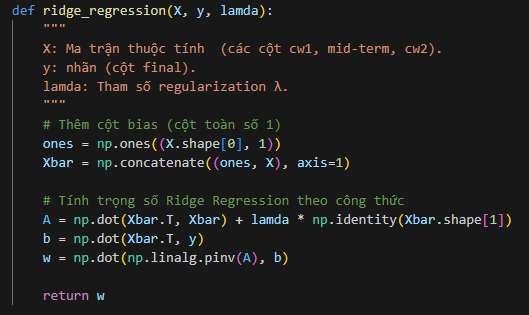 def ridge_regression(X, y, lamda):
    """
    X: Ma trận thuộc tính  (các cột cw1, mid-term, cw2).
    y: nhãn (cột final).
    lamda: Tham số regularization λ.
    """
    # Thêm cột bias (cột toàn số 1)
    ones = np.ones((X.shape[0], 1))
    Xbar = np.concatenate((ones, X), axis=1)

    # Tính trọng số Ridge Regression theo công thức
    A = np.dot(Xbar.T, Xbar) + lamda * np.identity(Xbar.shape[1])
    b = np.dot(Xbar.T, y)
    w = np.dot(np.linalg.pinv(A), b)

    return w